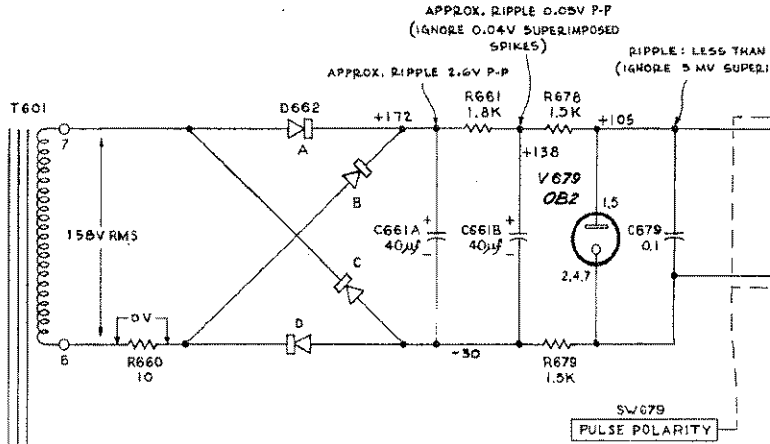 APPROX. RIPPLE 0.05V P-P
(IGNORE 0.04V SUPERIMPOSED
SPIKES)
RIPPLE: LESS THAN
(IGNORE 5 MV SUPERI
APPROX. RIPPLE 2.6V P-P
T601
7
D662
A
+172
R661
1.8K
R678
1.5K
+105
+138
V679
OB2
1,5
B
158V RMS
C661A
40µf
+
-
C661B
40µf
+
-
C679
0.1
C
2,4,7
0V
6
R660
10
D
-30
R679
1.5K
SW679
PULSE POLARITY